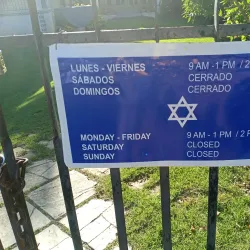 LUNES - VIERNES 9 AM - 1 PM / 2
SÁBADOS CERRADO
DOMINGOS CERRADO
MONDAY - FRIDAY 9 AM - 1 PM / 2 P
SATURDAY CLOSED
SUNDAY CLOSED